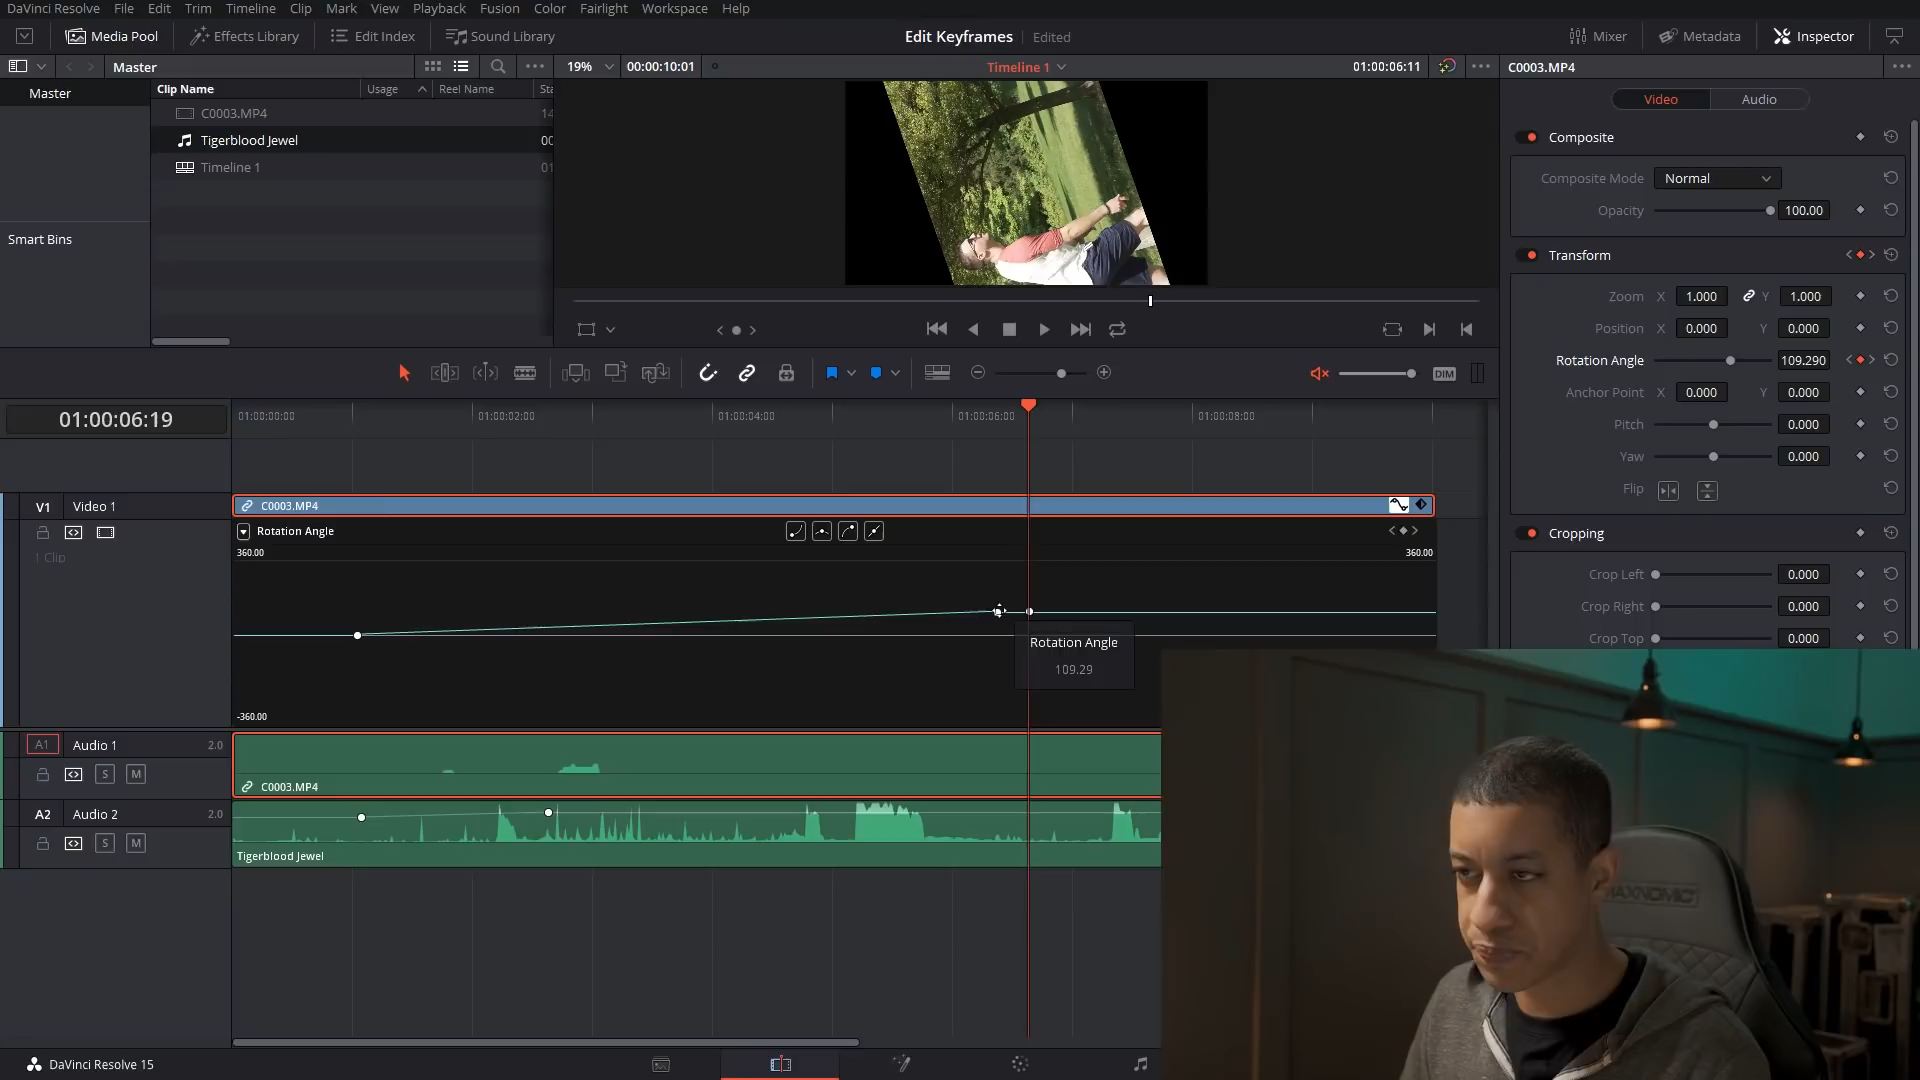 DaVinci Resolve File Edit Trim Timeline Clip Mark View Playback Fusion Color Fairlight Workspace Help
Media Pool Effects Library Edit Index Sound Library Edit Keyframes Edited Mixer Metadata Inspector
Master 19% 00:00:10:01 Timeline 1 01:00:06:11 C0003.MP4
Master
Clip Name Usage Reel Name Sta
Video Audio
C0003.MP4 14
Tigerblood Jewel 00
Timeline 1 01
Smart Bins
Composite
Composite Mode Normal
Opacity 100.00
Transform
Zoom X 1.000 Y 1.000
Position X 0.000 Y 0.000
Rotation Angle 109.290
Anchor Point X 0.000 Y 0.000
Pitch 0.000
Yaw 0.000
Flip
Cropping
Crop Left 0.000
Crop Right 0.000
Crop Top 0.000
DIM
01:00:06:19
01:00:00:00 01:00:02:00 01:00:04:00 01:00:06:00 01:00:08:00
V1 Video 1
1 Clip
C0003.MP4
Rotation Angle
360.00 360.00
Rotation Angle
109.29
-360.00
A1 Audio 1 2.0
S M
C0003.MP4
A2 Audio 2 2.0
S M
Tigerblood Jewel
MAXNOMIC
DaVinci Resolve 15